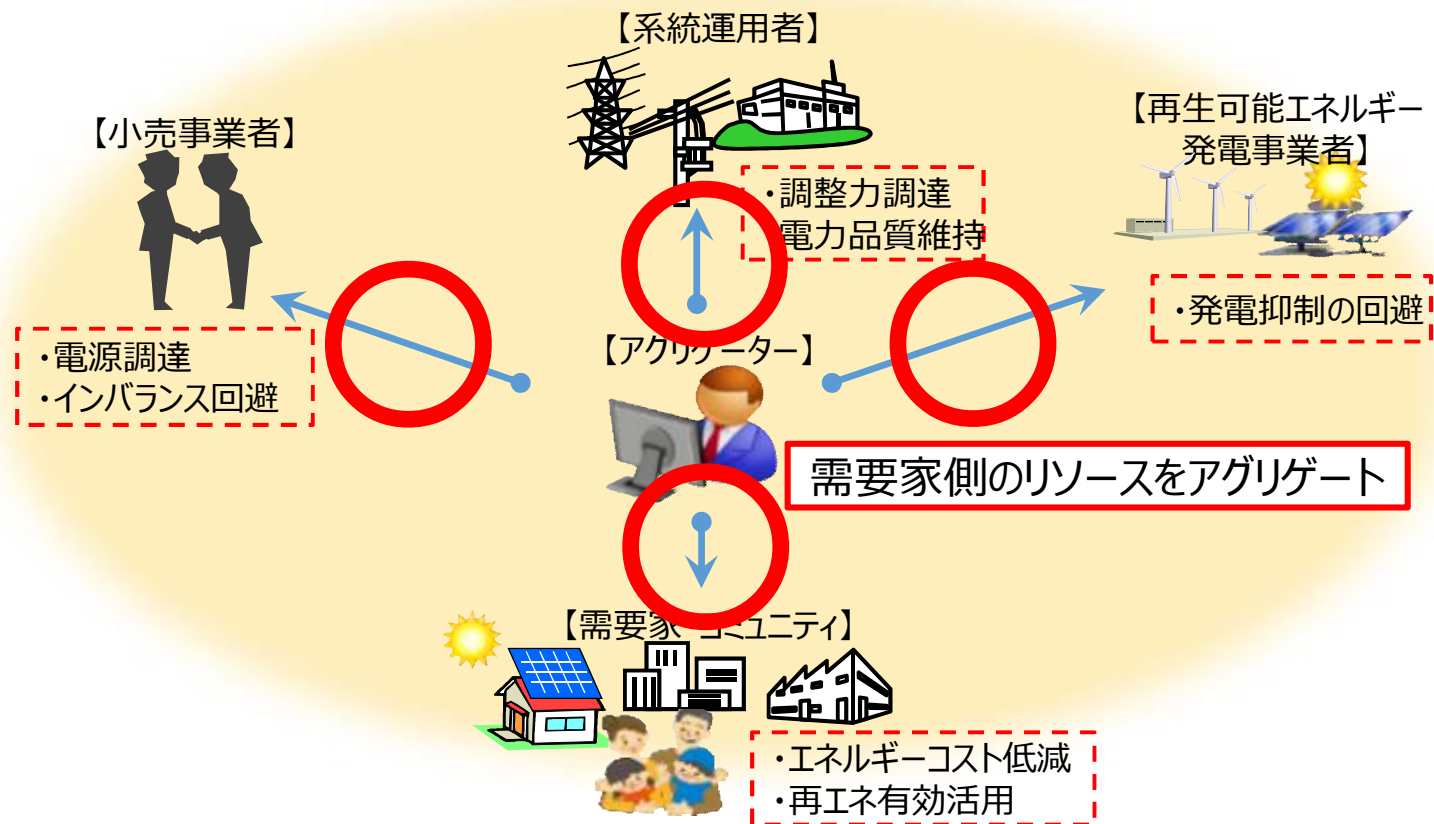 【系統運用者】
【小売事業者】
【再生可能エネルギー
発電事業者】
・調整力調達
・電力品質維持
・発電抑制の回避
・電源調達
・インバランス回避
【アグリゲーター】
需要家側のリソースをアグリゲート
【需要家 コミュニティ】
・エネルギーコスト低減
・再エネ有効活用